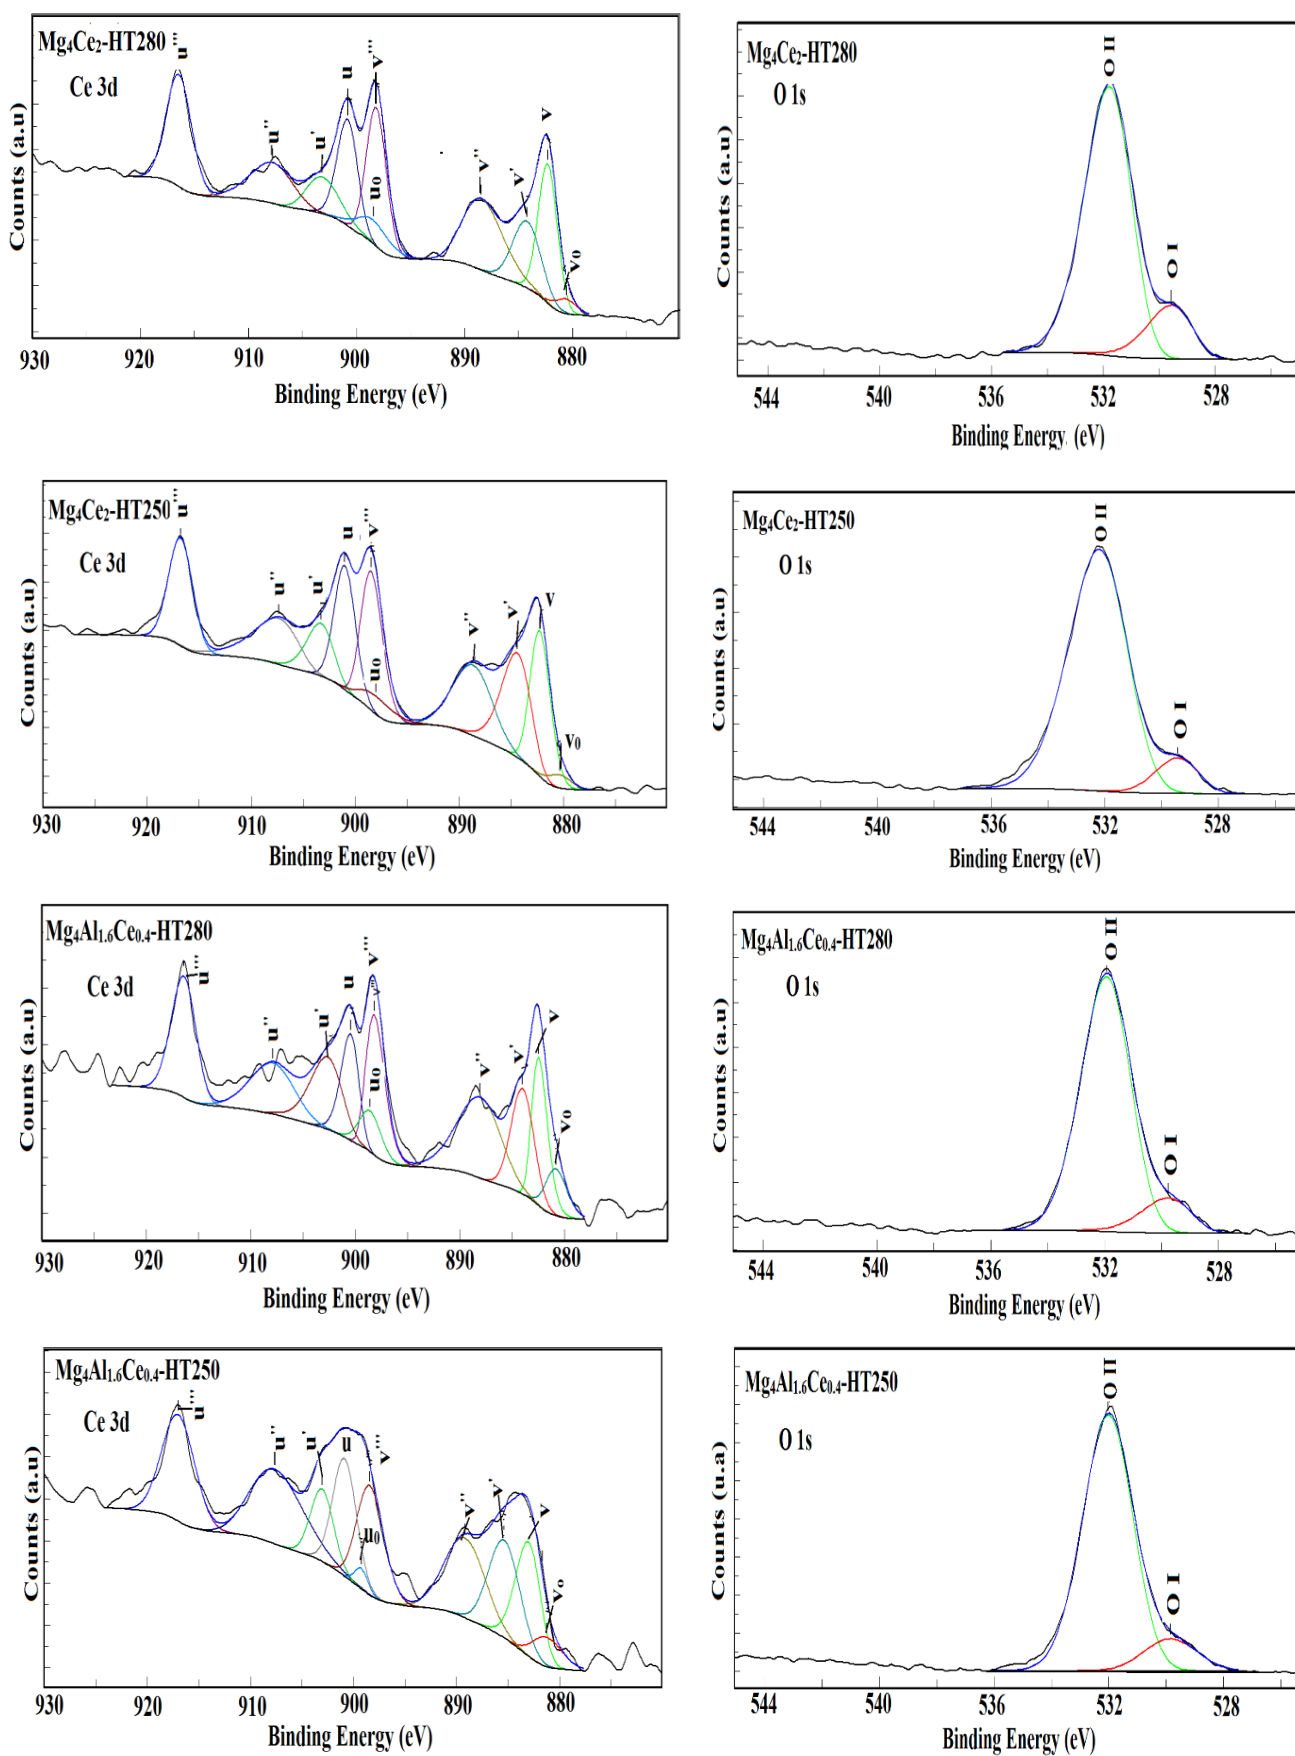 Mg4Ce2-HT280
Ce 3d
u'''
u''
u'
u
v'''
u0
v''
v'
v
v0
Counts (a.u)
930 920 910 900 890 880
Binding Energy (eV)
Mg4Ce2-HT280
O 1s
O II
O I
Counts (a.u)
544 540 536 532 528
Binding Energy (eV)
Mg4Ce2-HT250
Ce 3d
u'''
u''
u'
u
v'''
u0
v''
v'
v
v0
Counts (a.u)
930 920 910 900 890 880
Binding Energy (eV)
Mg4Ce2-HT250
O 1s
O II
O I
Counts (a.u)
544 540 536 532 528
Binding Energy (eV)
Mg4Al1.6Ce0.4-HT280
Ce 3d
u'''
u''
u'
u
v'''
v'''
u0
v''
v'
v
v0
Counts (a.u)
930 920 910 900 890 880
Binding Energy (eV)
Mg4Al1.6Ce0.4-HT280
O 1s
O II
O I
Counts (a.u)
544 540 536 532 528
Binding Energy (eV)
Mg4Al1.6Ce0.4-HT250
Ce 3d
u'''
u''
u'
u
v'''
u0
v''
v'
v
v0
Counts (a.u)
930 920 910 900 890 880
Binding Energy (eV)
Mg4Al1.6Ce0.4-HT250
O 1s
O II
O I
Counts (u.a)
544 540 536 532 528
Binding Energy (eV)